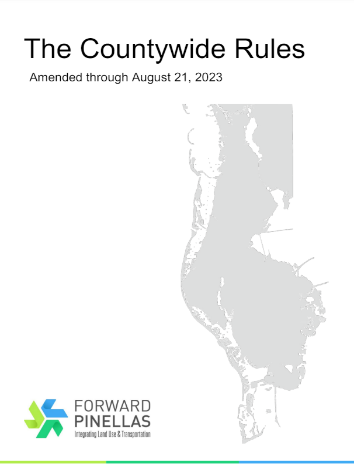 The Countywide Rules
Amended through August 21, 2023
FORWARD
PINELLAS
Integrating Land Use & Transportation